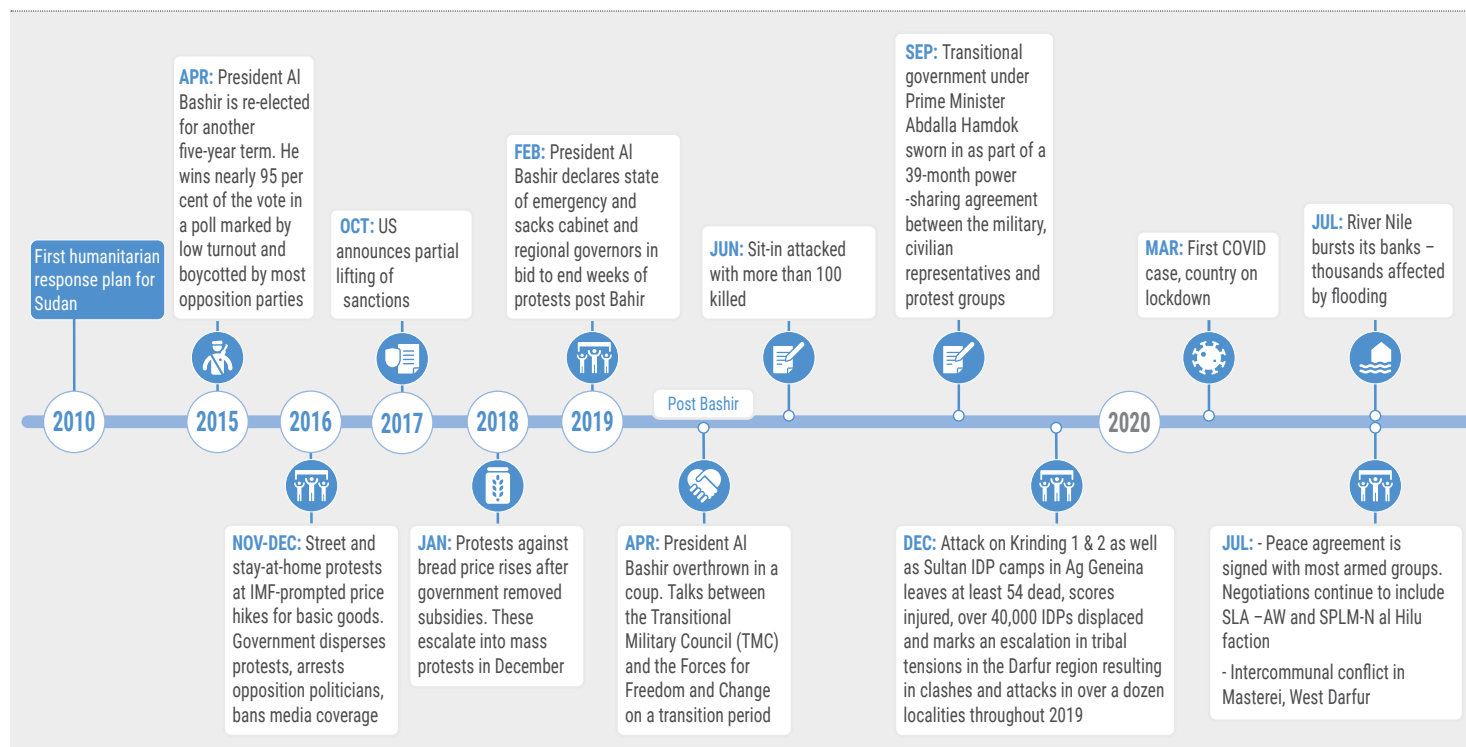 First humanitarian
response plan for
Sudan
2010
APR: President Al
Bashir is re-elected
for another
five-year term. He
wins nearly 95 per
cent of the vote in
a poll marked by
low turnout and
boycotted by most
opposition parties
2015
2016
NOV-DEC: Street and
stay-at-home protests
at IMF-prompted price
hikes for basic goods.
Government disperses
protests, arrests
opposition politicians,
bans media coverage
OCT: US
announces partial
lifting of
sanctions
2017
2018
JAN: Protests against
bread price rises after
government removed
subsidies. These
escalate into mass
protests in December
FEB: President Al
Bashir declares state
of emergency and
sacks cabinet and
regional governors in
bid to end weeks of
protests post Bahir
2019
Post Bashir
APR: President Al
Bashir overthrown in a
coup. Talks between
the Transitional
Military Council (TMC)
and the Forces for
Freedom and Change
on a transition period
JUN: Sit-in attacked
with more than 100
killed
SEP: Transitional
government under
Prime Minister
Abdalla Hamdok
sworn in as part of a
39-month power
-sharing agreement
between the military,
civilian
representatives and
protest groups
DEC: Attack on Krinding 1 & 2 as well
as Sultan IDP camps in Ag Geneina
leaves at least 54 dead, scores
injured, over 40,000 IDPs displaced
and marks an escalation in tribal
tensions in the Darfur region resulting
in clashes and attacks in over a dozen
localities throughout 2019
2020
MAR: First COVID
case, country on
lockdown
JUL: River Nile
bursts its banks –
thousands affected
by flooding
JUL: - Peace agreement is
signed with most armed groups.
Negotiations continue to include
SLA –AW and SPLM-N al Hilu
faction
- Intercommunal conflict in
Masterei, West Darfur